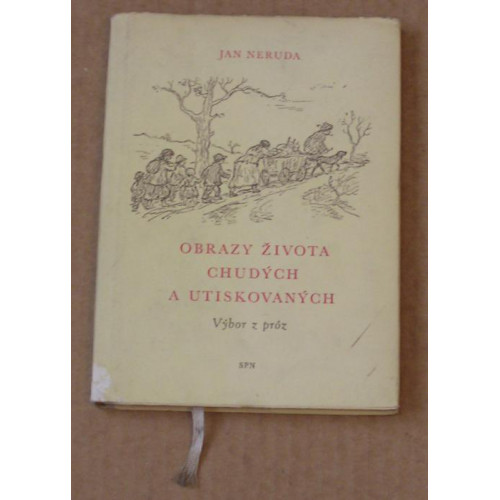 JAN NERUDA
OBRAZY ŽIVOTA
CHUDÝCH
A UTISKOVANÝCH
Výbor z próz
SPN